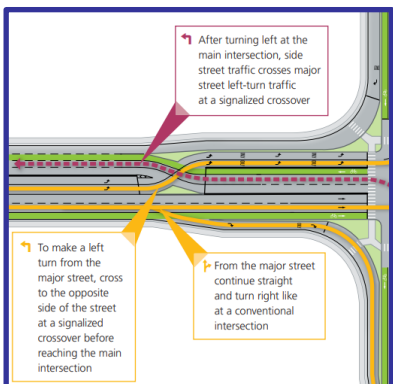 After turning left at the
main intersection, side
street traffic crosses major
street left-turn traffic
at a signalized crossover
To make a left
turn from the
major street, cross
to the opposite
side of the street
at a signalized
crossover before
reaching the main
intersection
From the major street
continue straight
and turn right like
at a conventional
intersection